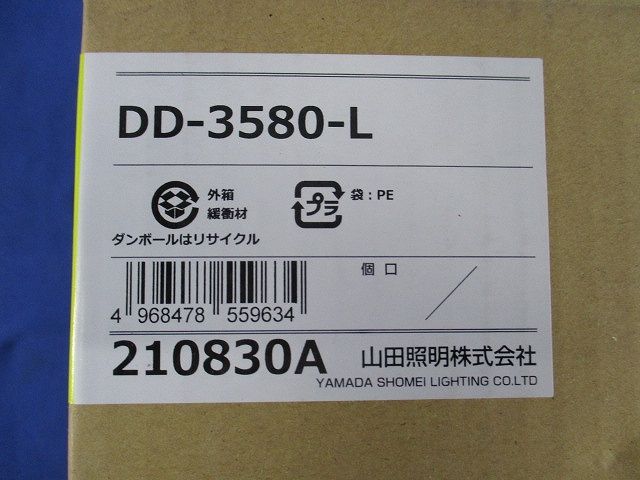 DD-3580-L
外箱
緩衝材
プラ
袋:PE
ダンボールはリサイクル
個口
4 968478 559634
210830A 山田照明株式会社
YAMADA SHOMEI LIGHTING CO.LTD